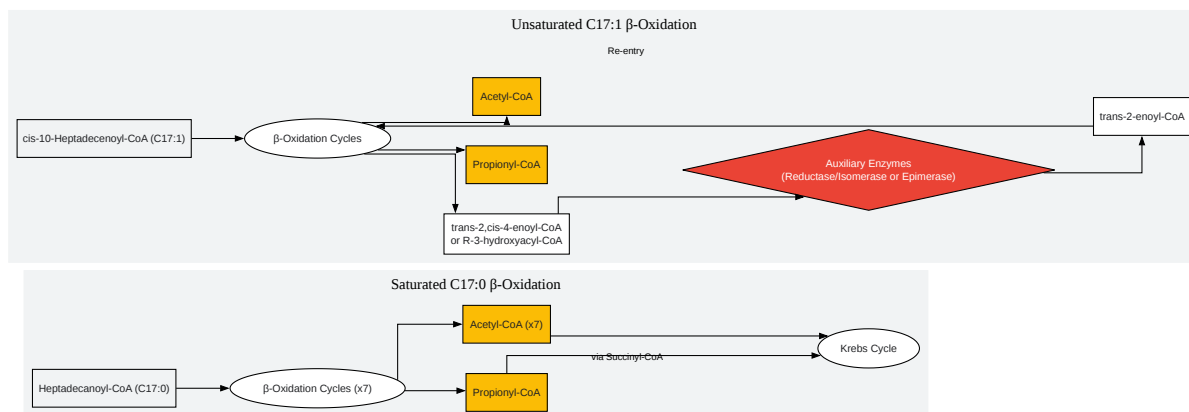 Unsaturated C17:1 β-Oxidation
Re-entry
Acetyl-CoA
trans-2-enoyl-CoA
cis-10-Heptadecenoyl-CoA (C17:1)
β-Oxidation Cycles
Propionyl-CoA
Auxiliary Enzymes
(Reductase/Isomerase or Epimerase)
trans-2,cis-4-enoyl-CoA
or R-3-hydroxyacyl-CoA
Saturated C17:0 β-Oxidation
Acetyl-CoA (x7)
Krebs Cycle
via Succinyl-CoA
Heptadecanoyl-CoA (C17:0)
β-Oxidation Cycles (x7)
Propionyl-CoA